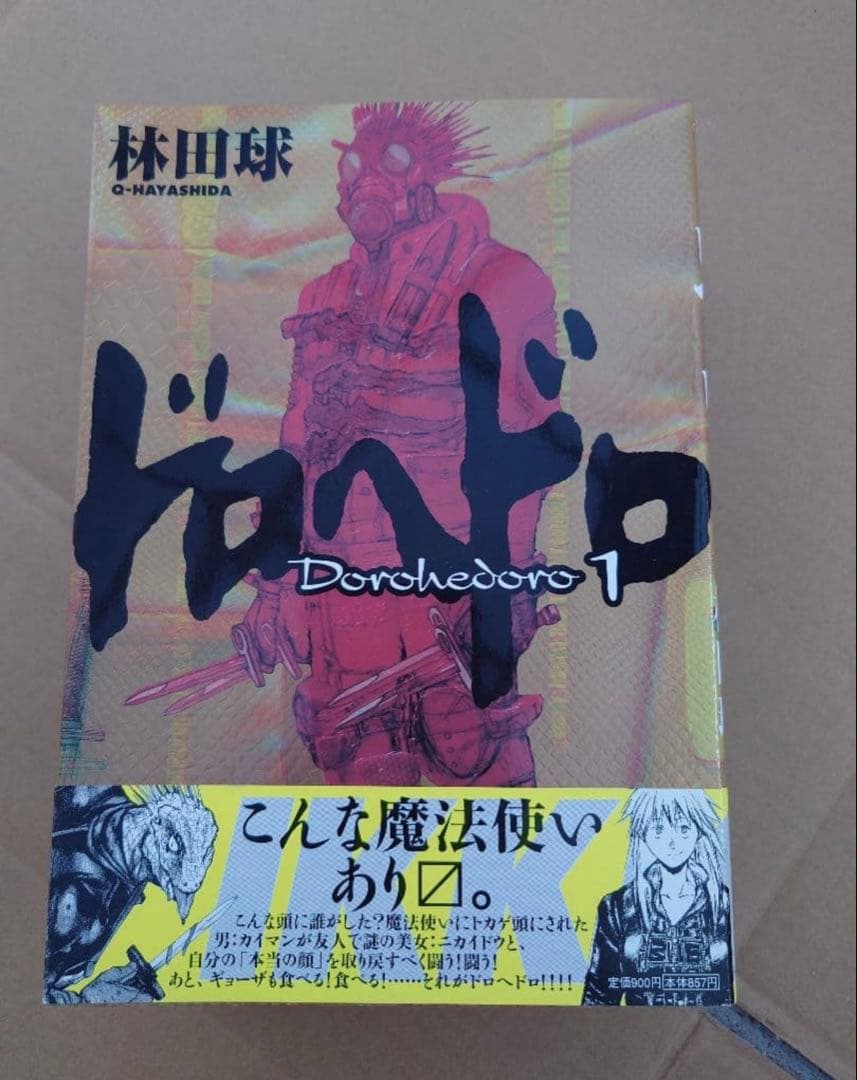 林田球
Q-HAYASHIDA
ドロヘドロ
Dorohedoro 1
こんな魔法使い
あり〼。
こんな頭に誰がした?魔法使いにトカゲ頭にされた
男:カイマンが友人で謎の美女:ニカイドウと、
自分の「本当の顔」を取り戻すべく闘う!闘う!
あと、ギョーザも食べる!食べる!……それがドロヘドロ!!!!
定価900円 本体857円